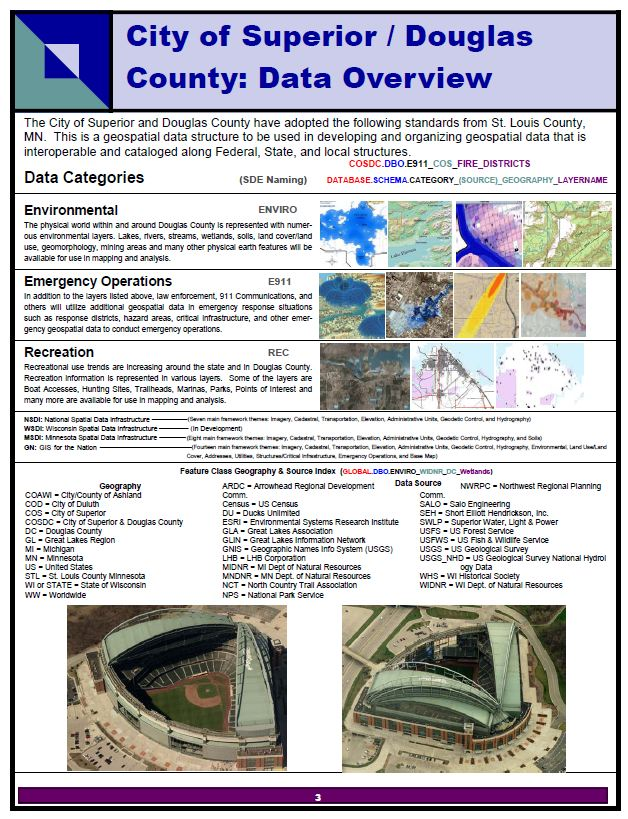 City of Superior / Douglas
County: Data Overview
The City of Superior and Douglas County have adopted the following standards from St. Louis County,
MN. This is a geospatial data structure to be used in developing and organizing geospatial data that is
interoperable and cataloged along Federal, State, and local structures.
COSDC.DBO.E911_COS_FIRE_DISTRICTS
Data Categories (SDE Naming) DATABASE.SCHEMA.CATEGORY_(SOURCE)_GEOGRAPHY_LAYERNAME
Environmental ENVIRO
The physical world within and around Douglas County is represented with numer-
ous environmental layers. Lakes, rivers, streams, wetlands, soils, land cover/land
use, geomorphology, mining areas and many other physical earth features will be
available for use in mapping and analysis.
Emergency Operations E911
In addition to the layers listed above, law enforcement, 911 Communications, and
others will utilize additional geospatial data in emergency response situations
such as response districts, hazard areas, critical infrastructure, and other emer-
gency geospatial data to conduct emergency operations.
Recreation REC
Recreational use trends are increasing around the state and in Douglas County.
Recreation information is represented in various layers. Some of the layers are
Boat Accesses, Hunting Sites, Trailheads, Marinas, Parks, Points of Interest and
many more are available for use in mapping and analysis.
NSDI: National Spatial Data Infrastructure (Seven main framework themes: Imagery, Cadastral, Transportation, Elevation, Administrative Units, Geodetic Control, and Hydrography)
WSDI: Wisconsin Spatial Data Infrastructure (In Development)
MSDI: Minnesota Spatial Data Infrastructure (Eight main framework themes: Imagery, Cadastral, Transportation, Elevation, Administrative Units, Geodetic Control, Hydrography, and Soils)
GN: GIS for the Nation (Fourteen main framework themes: Imagery, Cadastral, Transportation, Elevation, Administrative Units, Geodetic Control, Hydrography, Environmental, Land Use/Land
Cover, Addresses, Utilities, Structures/Critical Infrastructure, Emergency Operations, and Base Map)
Feature Class Geography & Source Index (GLOBAL.DBO.ENVIRO_WIDNR_DC_Wetlands)
Geography
COAWI = City/County of Ashland
COD = City of Duluth
COS = City of Superior
COSDC = City of Superior & Douglas County
DC = Douglas County
GL = Great Lakes Region
MI = Michigan
MN = Minnesota
US = United States
STL = St. Louis County Minnesota
WI or STATE = State of Wisconsin
WW = Worldwide
Data Source
ARDC = Arrowhead Regional Development
Comm.
Census = US Census
DU = Ducks Unlimited
ESRI = Environmental Systems Research Institute
GLA = Great Lakes Association
GLIN = Great Lakes Information Network
GNIS = Geographic Names Info System (USGS)
LHB = LHB Corporation
MIDNR = MI Dept of Natural Resources
MNDNR = MN Dept. of Natural Resources
NCT = North Country Trail Association
NPS = National Park Service
NWRPC = Northwest Regional Planning
Comm.
SALO = Salo Engineering
SEH = Short Elliott Hendrickson, Inc.
SWLP = Superior Water, Light & Power
USFS = US Forest Service
USFWS = US Fish & Wildlife Service
USGS = US Geological Survey
USGS_NHD = US Geological Survey National Hydrol
ogy Data
WHS = WI Historical Society
WIDNR = WI Dept. of Natural Resources
3